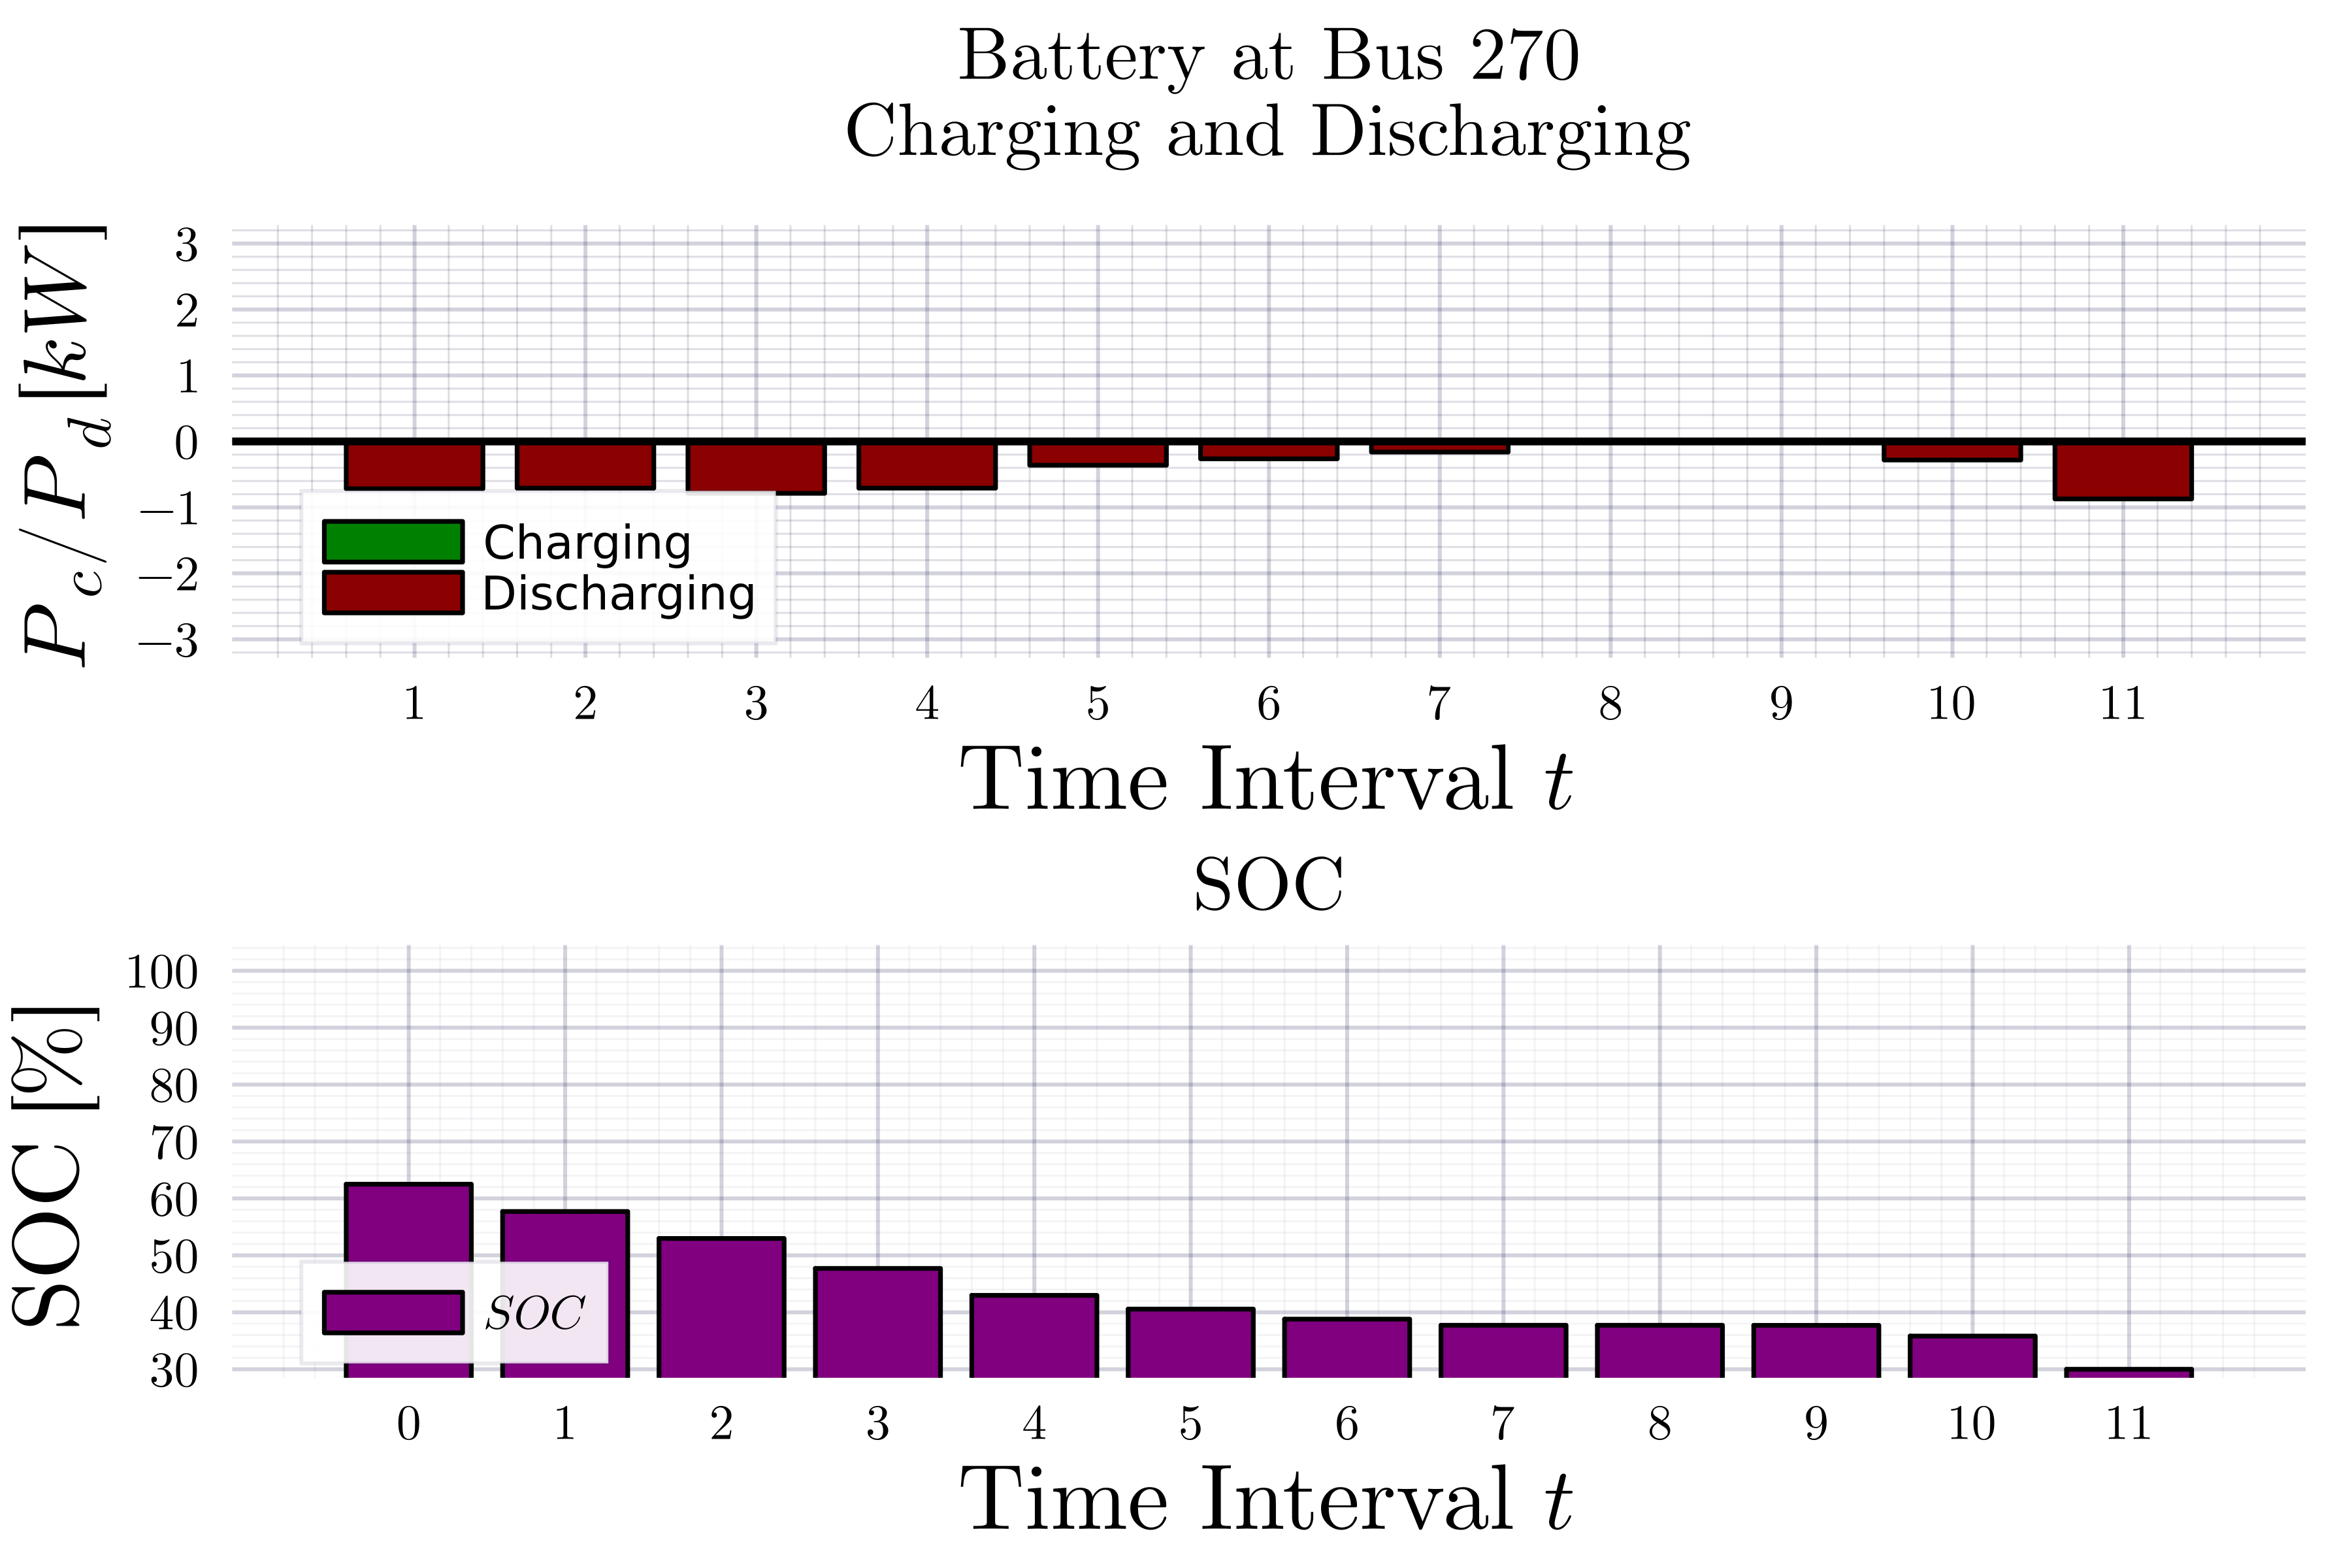 Battery at Bus 270
Charging and Discharging
P_c / P_d [kW]
3
2
1
0
−1
−2
−3
Charging
Discharging
1 2 3 4 5 6 7 8 9 10 11
Time Interval t
SOC
SOC [%]
100
90
80
70
60
50
40
30
SOC
0 1 2 3 4 5 6 7 8 9 10 11
Time Interval t